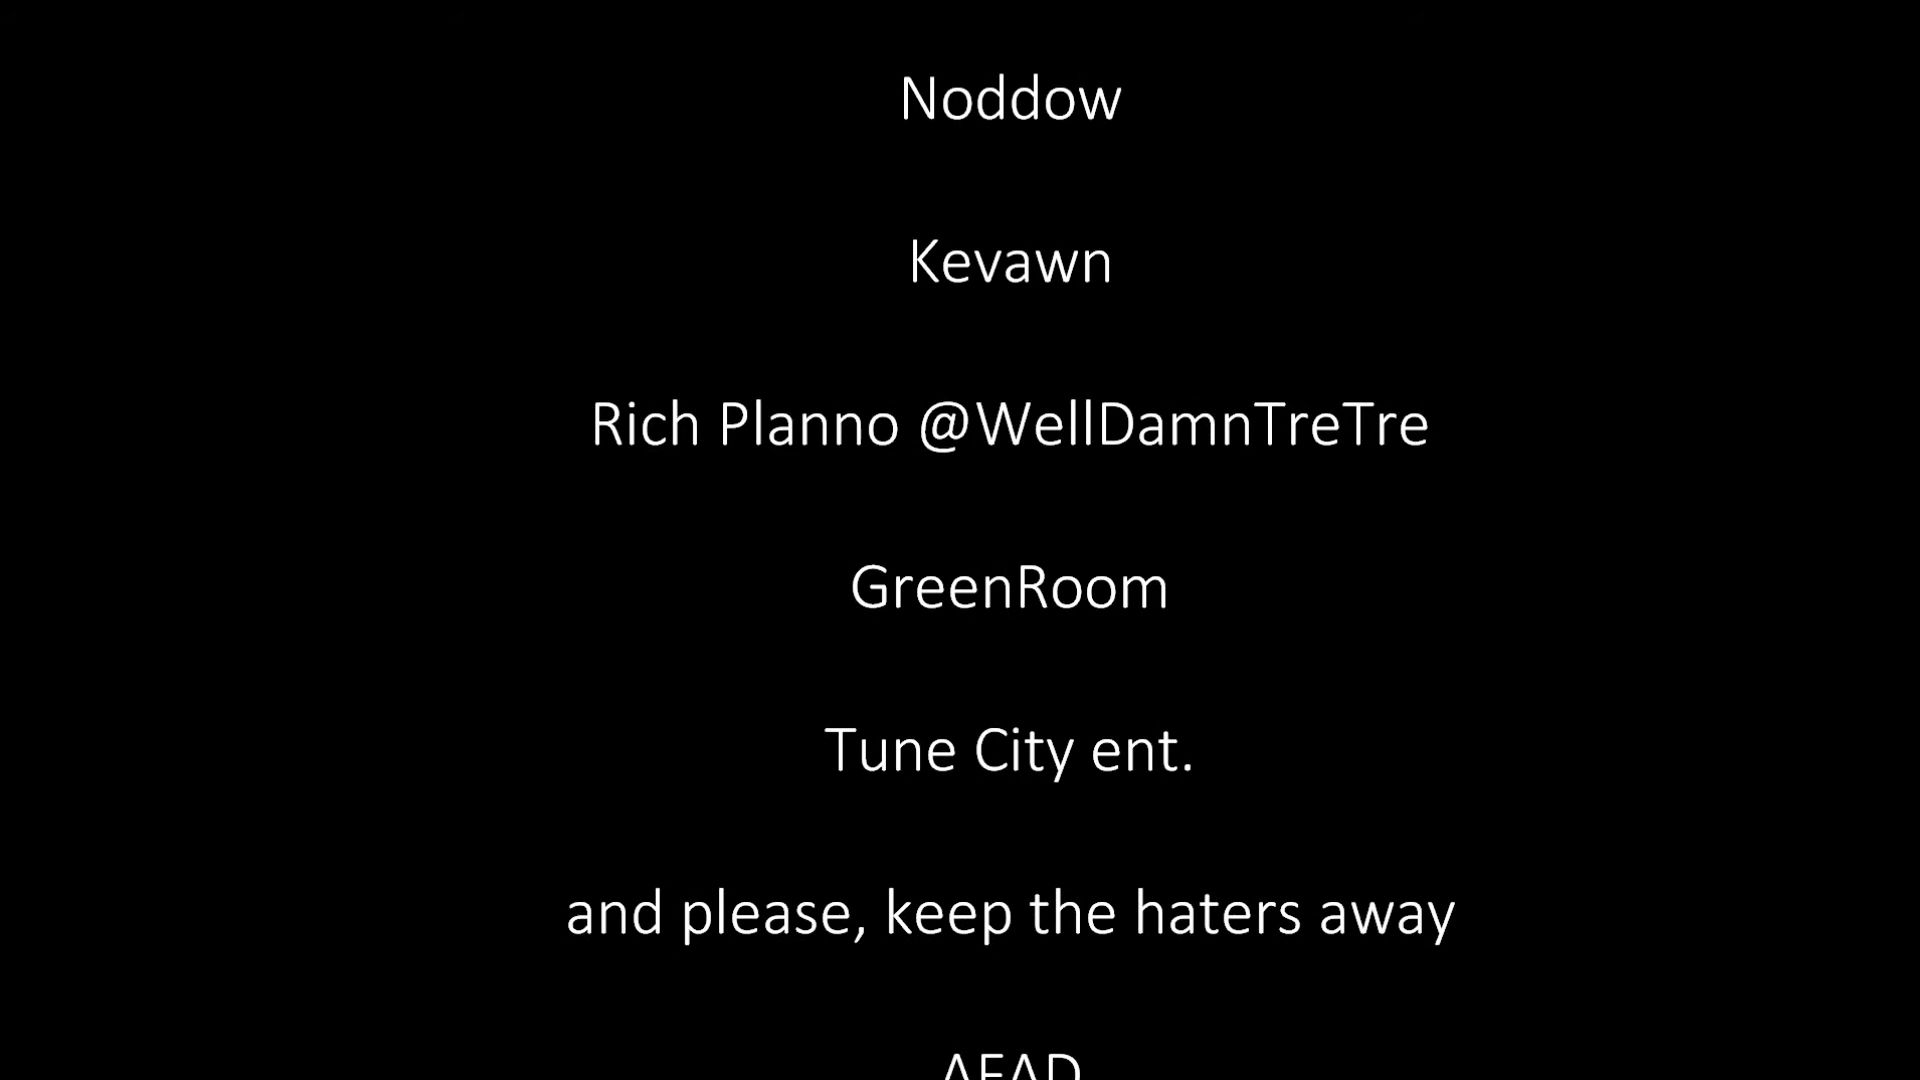 Noddow
Kevawn
Rich Planno @WellDamnTreTre
GreenRoom
Tune City ent.
and please, keep the haters away